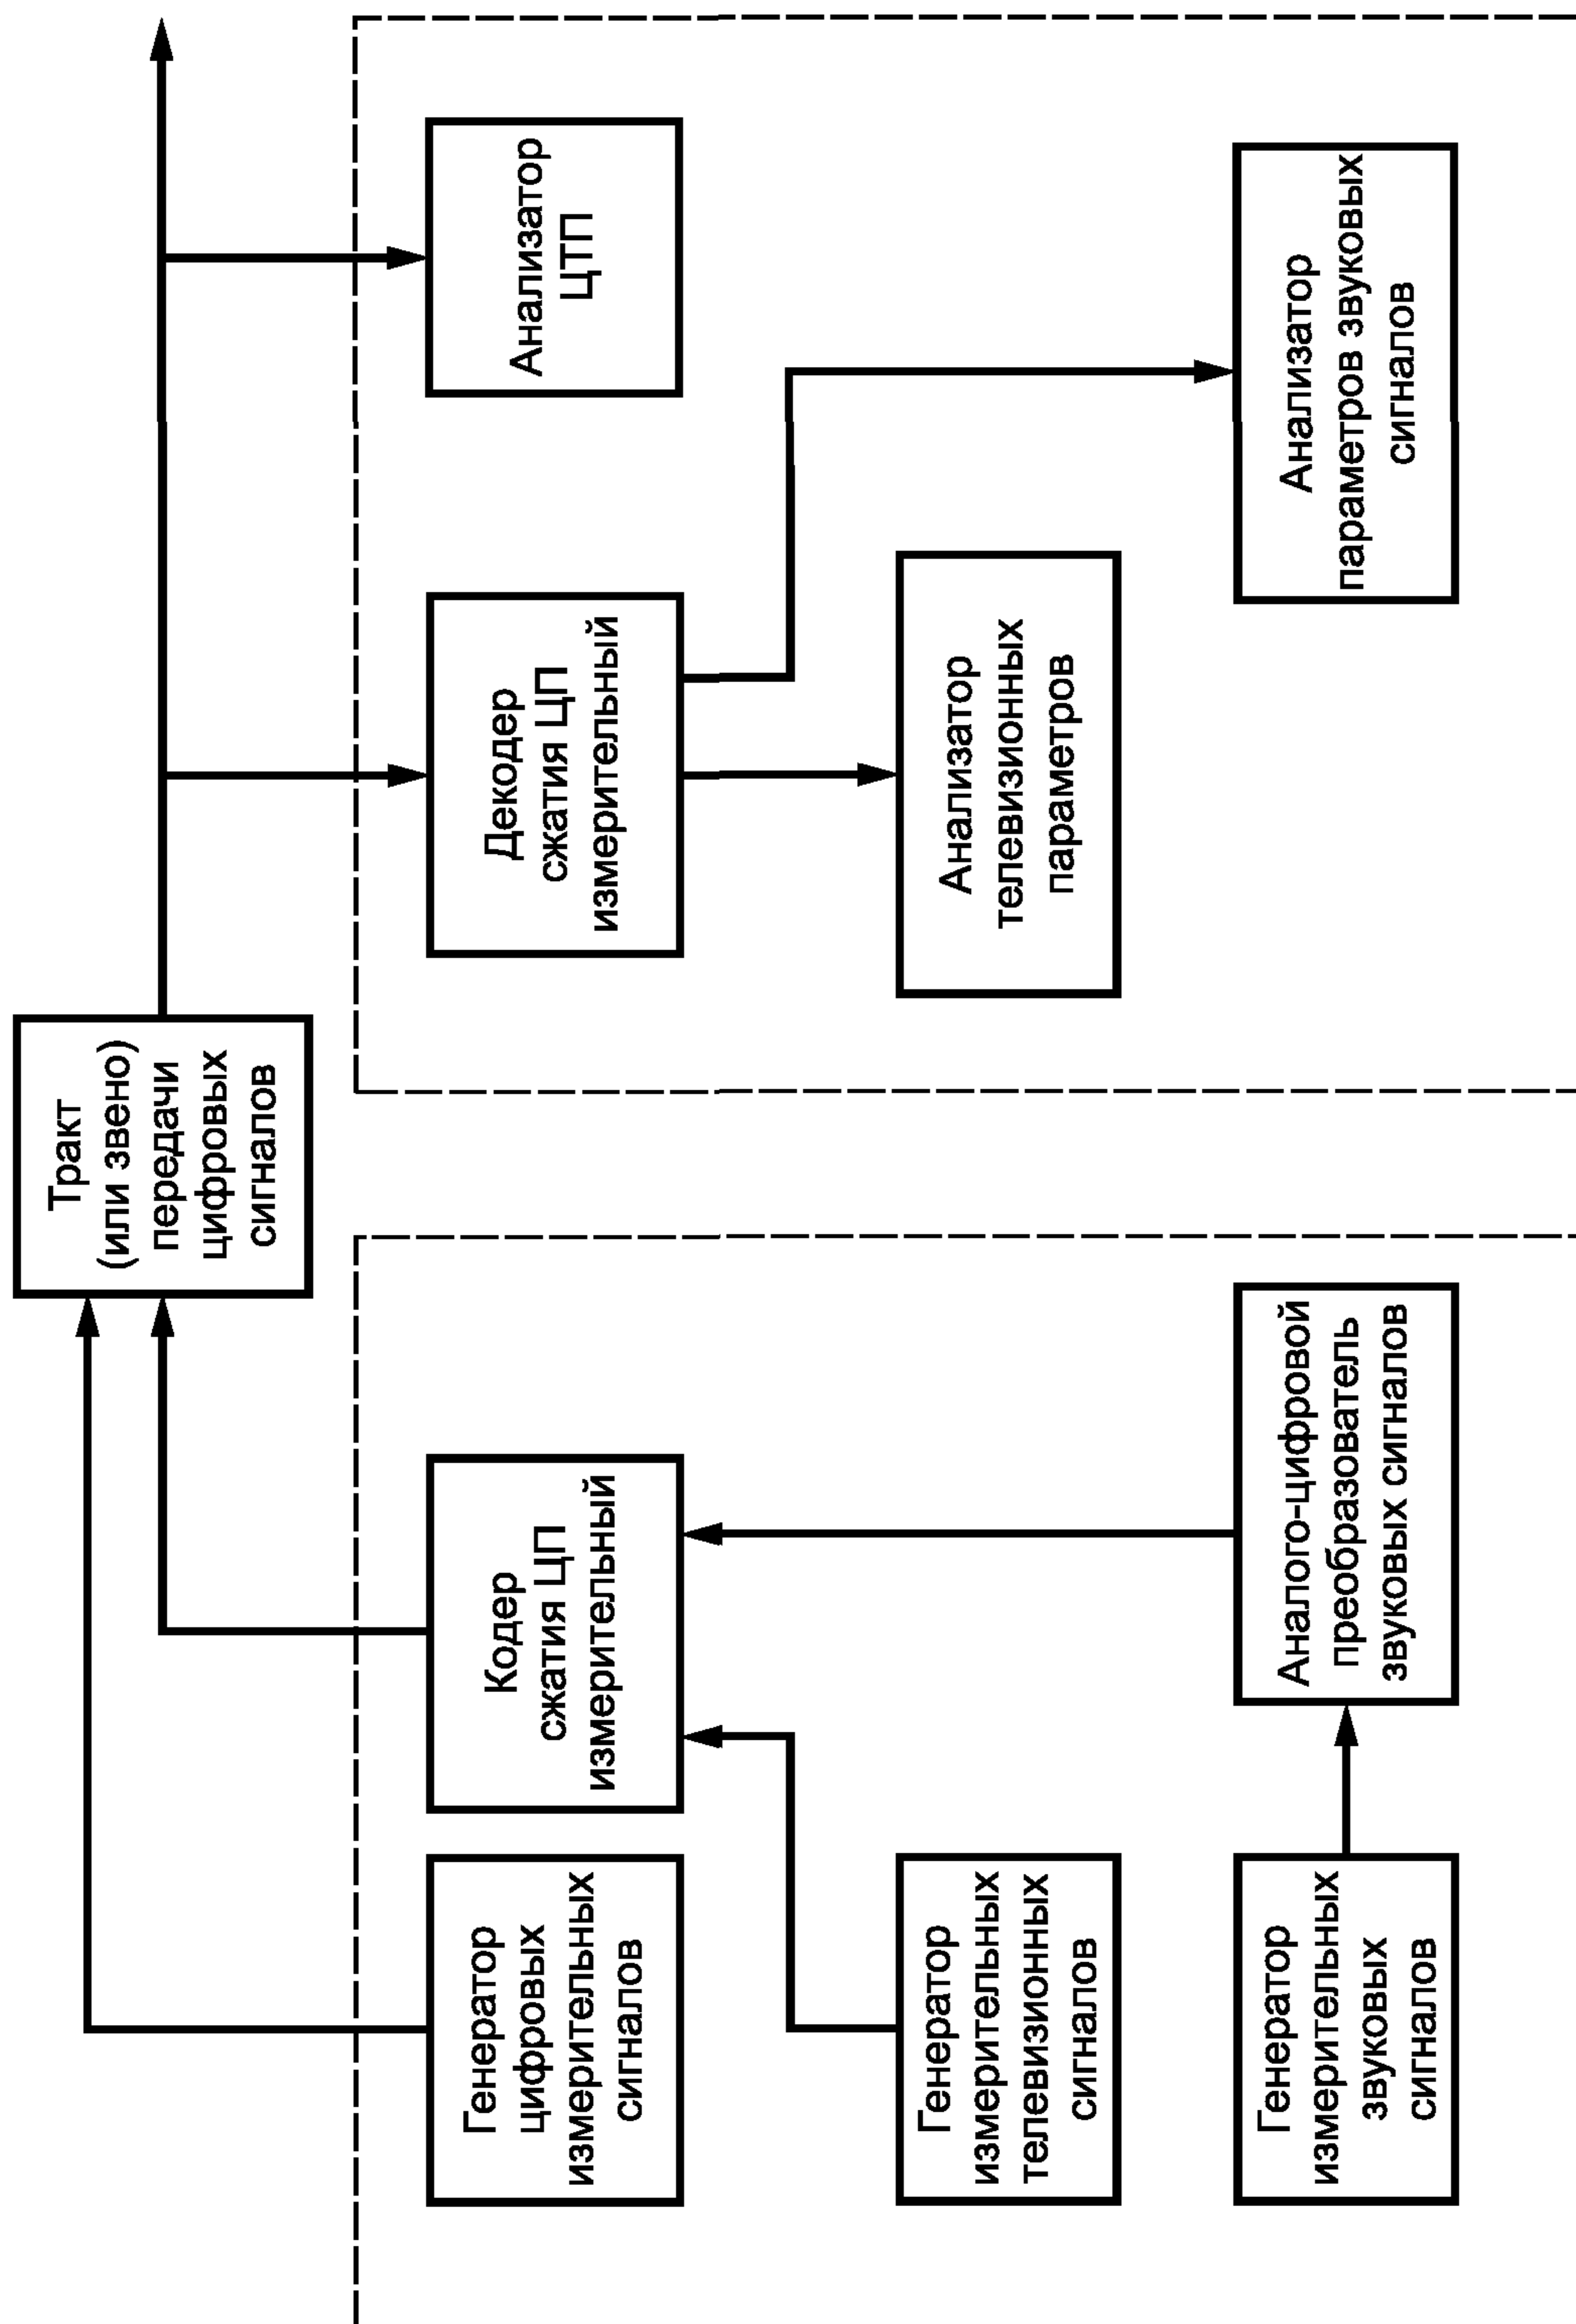 Тракт
(или звено)
передачи
цифровых
сигналов
Генератор
цифровых
измерительных
сигналов
Кодер
сжатия ЦП
измерительный
Декодер
сжатия ЦП
измерительный
Анализатор
ЦТП
Генератор
измерительных
телевизионных
сигналов
Анализатор
телевизионных
параметров
Генератор
измерительных
звуковых
сигналов
Аналого-цифровой
преобразователь
звуковых сигналов
Анализатор
параметров звуковых
сигналов